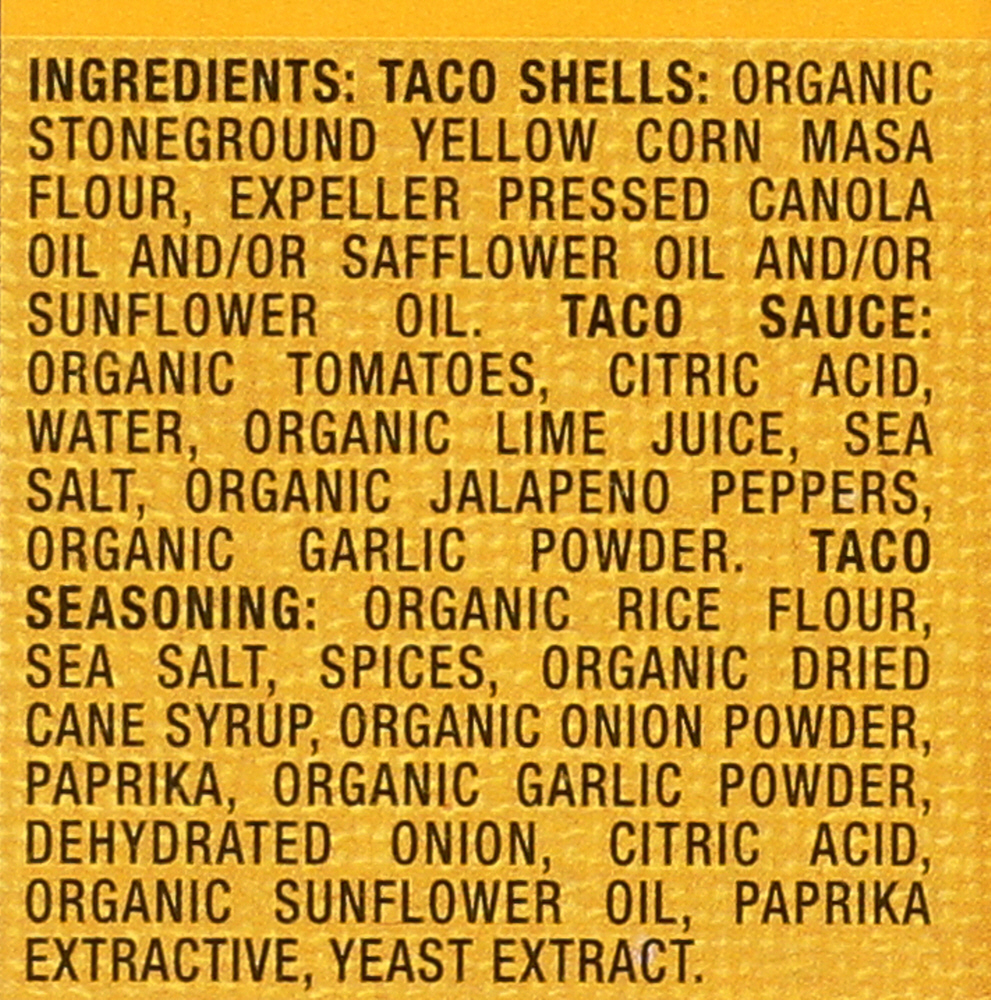 INGREDIENTS: TACO SHELLS: ORGANIC
STONEGROUND YELLOW CORN MASA
FLOUR, EXPELLER PRESSED CANOLA
OIL AND/OR SAFFLOWER OIL AND/OR
SUNFLOWER OIL. TACO SAUCE:
ORGANIC TOMATOES, CITRIC ACID,
WATER, ORGANIC LIME JUICE, SEA
SALT, ORGANIC JALAPENO PEPPERS,
ORGANIC GARLIC POWDER. TACO
SEASONING: ORGANIC RICE FLOUR,
SEA SALT, SPICES, ORGANIC DRIED
CANE SYRUP, ORGANIC ONION POWDER,
PAPRIKA, ORGANIC GARLIC POWDER,
DEHYDRATED ONION, CITRIC ACID,
ORGANIC SUNFLOWER OIL, PAPRIKA
EXTRACTIVE, YEAST EXTRACT.